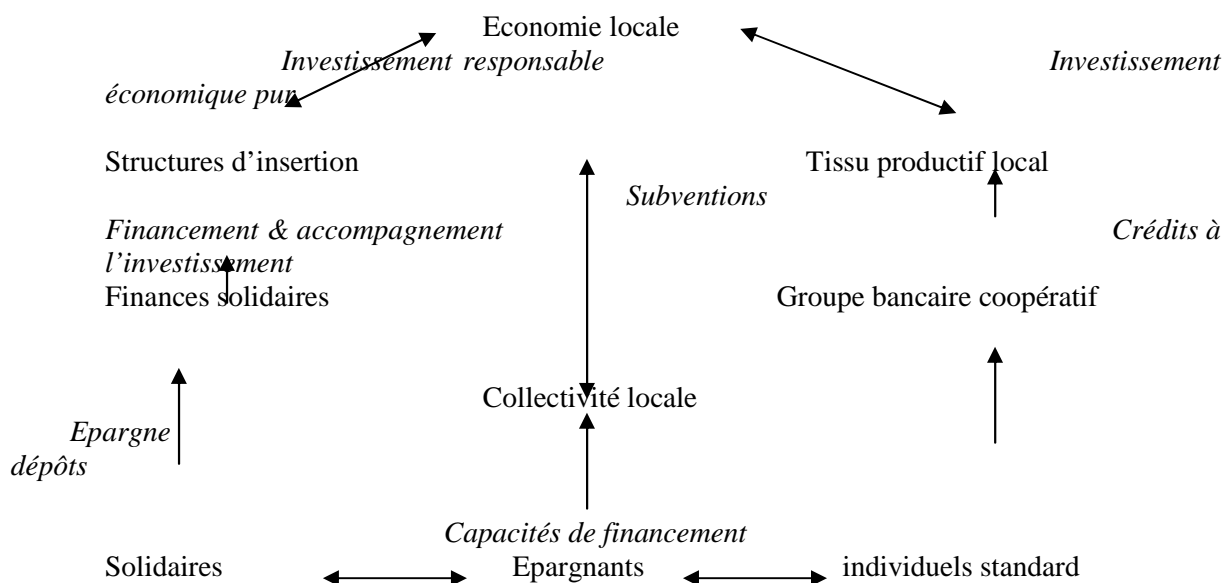 Economie locale
Investissement responsable Investissement
économique pur
Structures d’insertion Tissu productif local
Subventions
Financement & accompagnement Crédits à
l’investissement
Finances solidaires Groupe bancaire coopératif
Collectivité locale
Epargne
dépôts
Capacités de financement
Solidaires Epargnants individuels standard